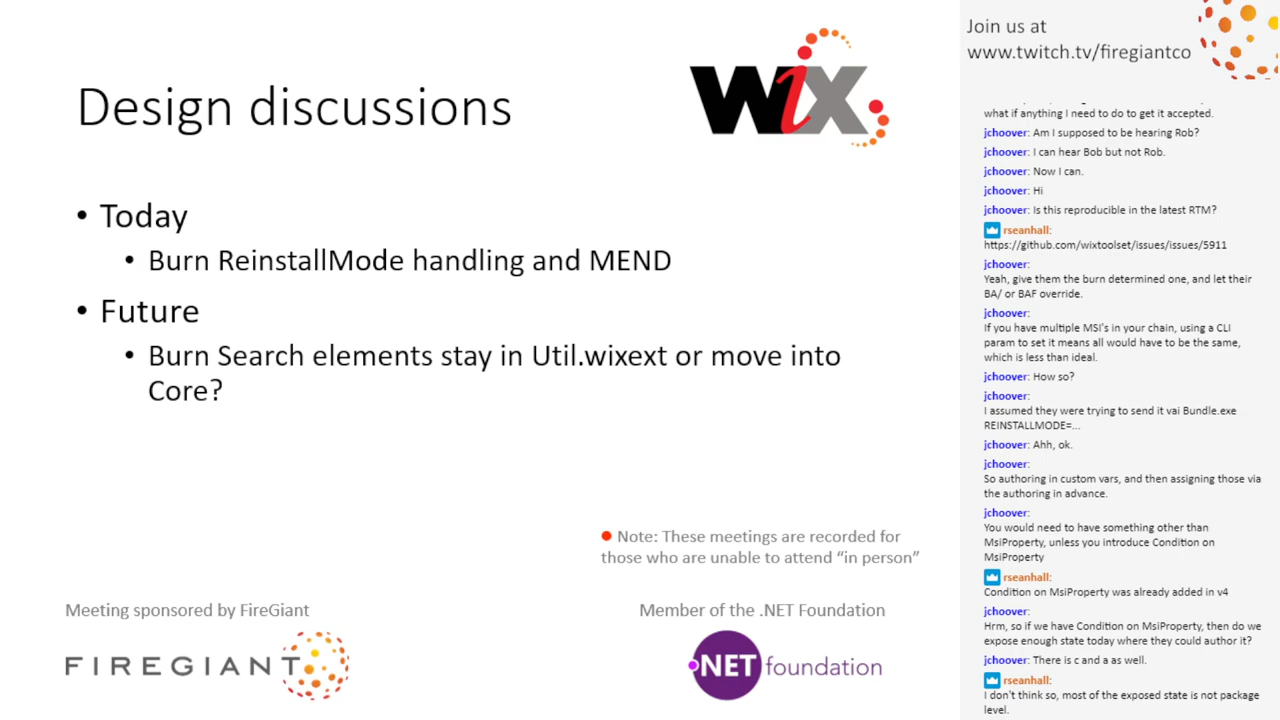 Design discussions
WiX
• Today
• Burn ReinstallMode handling and MEND
• Future
• Burn Search elements stay in Util.wixext or move into
Core?
Note: These meetings are recorded for
those who are unable to attend “in person”
Meeting sponsored by FireGiant
FIREGIANT
Member of the .NET Foundation
.NET foundation
Join us at
www.twitch.tv/firegiantco
what if anything I need to do to get it accepted.
jchoover: Am I supposed to be hearing Rob?
jchoover: I can hear Bob but not Rob.
jchoover: Now I can.
jchoover: Hi
jchoover: Is this reproducible in the latest RTM?
rseanhall:
https://github.com/wixtoolset/issues/issues/5911
jchoover:
Yeah, give them the burn determined one, and let their
BA/ or BAF override.
jchoover:
If you have multiple MSI's in your chain, using a CLI
param to set it means all would have to be the same,
which is less than ideal.
jchoover: How so?
jchoover:
I assumed they were trying to send it vai Bundle.exe
REINSTALLMODE=...
jchoover: Ahh, ok.
jchoover:
So authoring in custom vars, and then assigning those via
the authoring in advance.
jchoover:
You would need to have something other than
MsiProperty, unless you introduce Condition on
MsiProperty
rseanhall:
Condition on MsiProperty was already added in v4
jchoover:
Hrm, so if we have Condition on MsiProperty, then do we
expose enough state today where they could author it?
jchoover: There is c and a as well.
rseanhall:
I don't think so, most of the exposed state is not package
level.